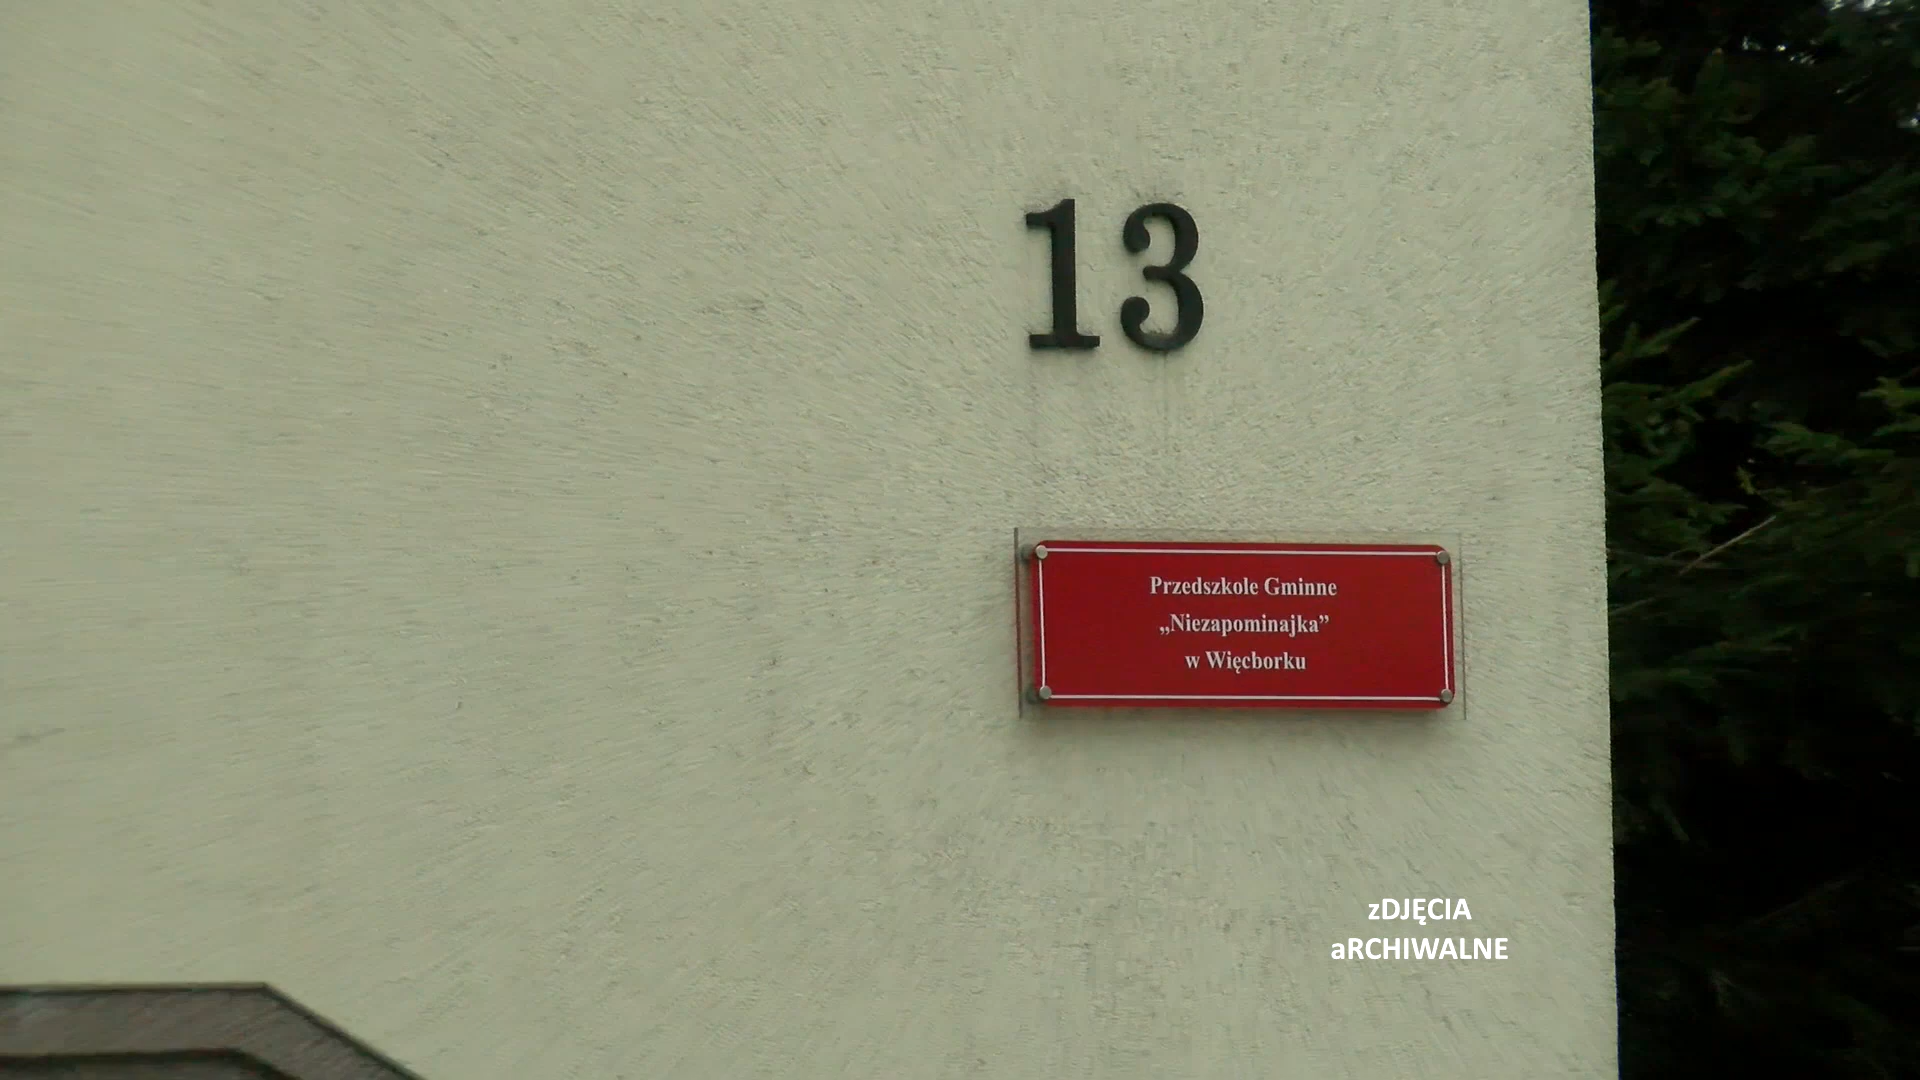 13
Przedszkole Gminne
„Niezapominajka”
w Więcborku
zDJĘCIA
aRCHIWALNE